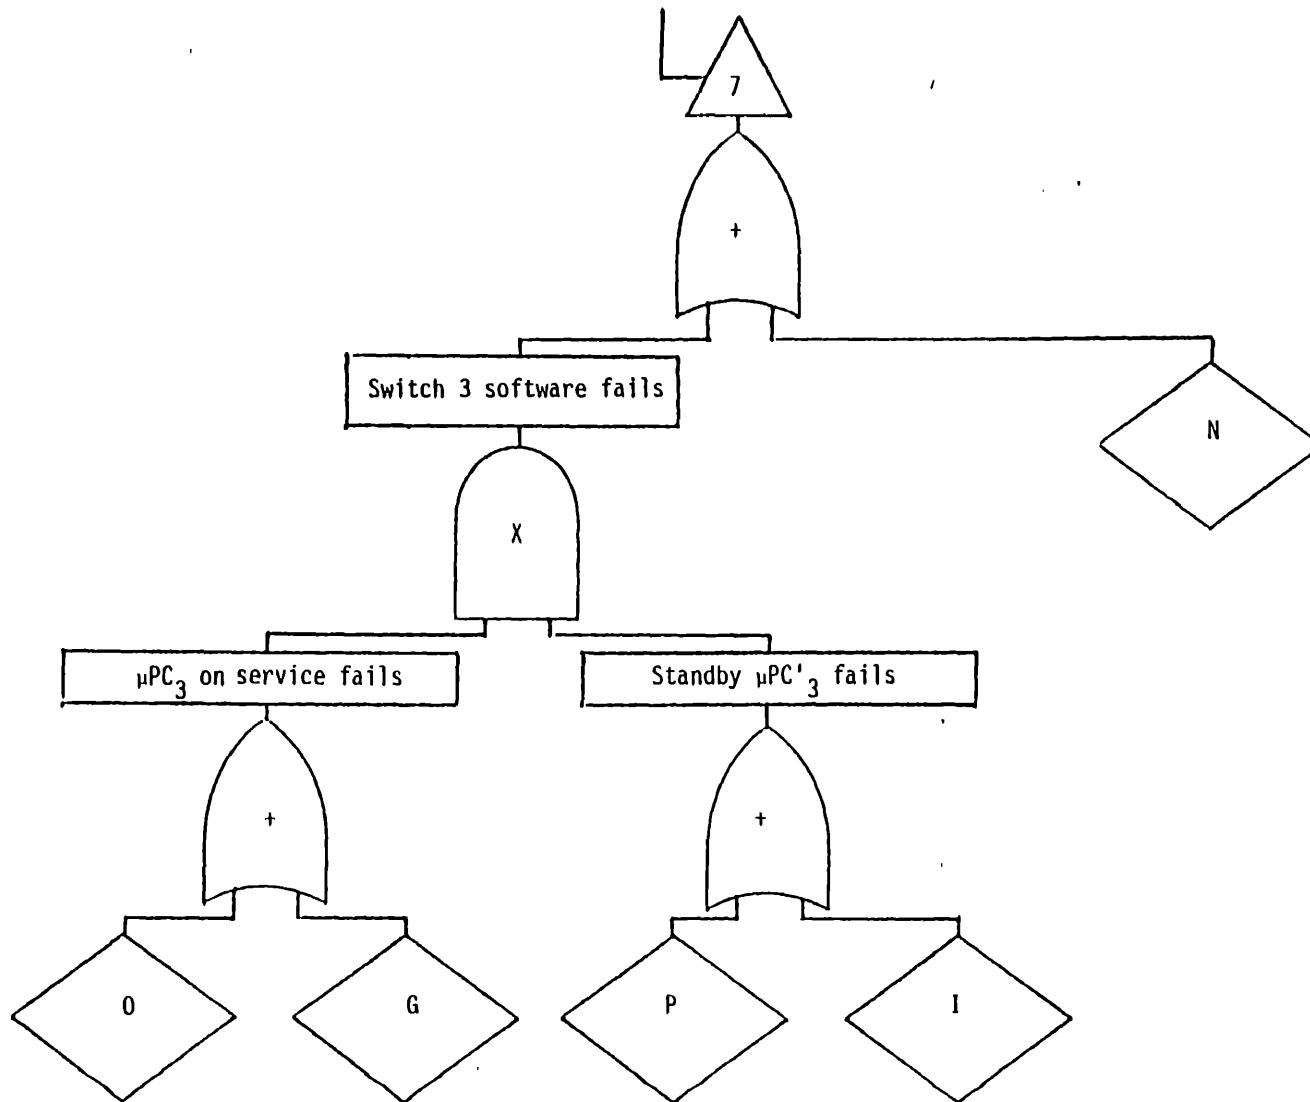 7
+
Switch 3 software fails
N
X
μPC₃ on service fails
Standby μPC'₃ fails
+
+
O
G
P
I